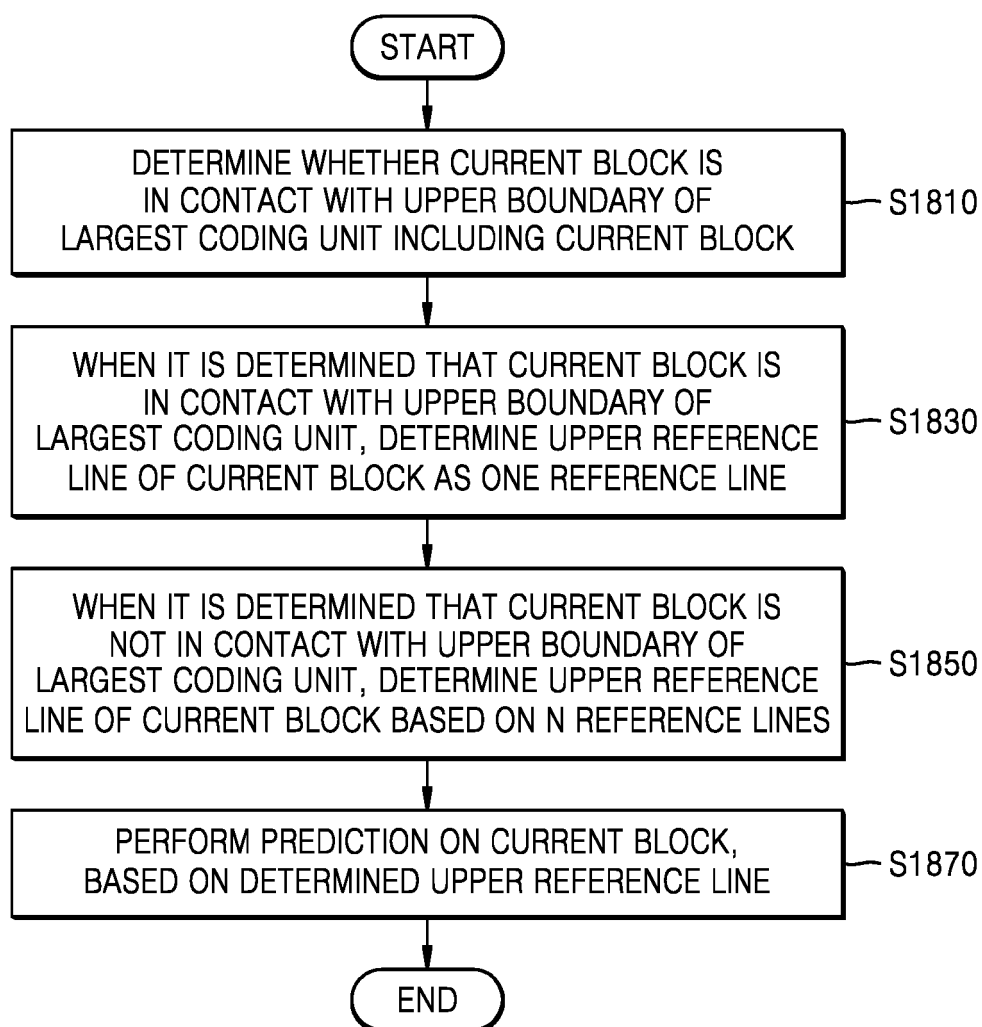 START
DETERMINE WHETHER CURRENT BLOCK IS
IN CONTACT WITH UPPER BOUNDARY OF
LARGEST CODING UNIT INCLUDING CURRENT BLOCK
S1810
WHEN IT IS DETERMINED THAT CURRENT BLOCK IS
IN CONTACT WITH UPPER BOUNDARY OF
LARGEST CODING UNIT, DETERMINE UPPER REFERENCE
LINE OF CURRENT BLOCK AS ONE REFERENCE LINE
S1830
WHEN IT IS DETERMINED THAT CURRENT BLOCK IS
NOT IN CONTACT WITH UPPER BOUNDARY OF
LARGEST CODING UNIT, DETERMINE UPPER REFERENCE
LINE OF CURRENT BLOCK BASED ON N REFERENCE LINES
S1850
PERFORM PREDICTION ON CURRENT BLOCK,
BASED ON DETERMINED UPPER REFERENCE LINE
S1870
END